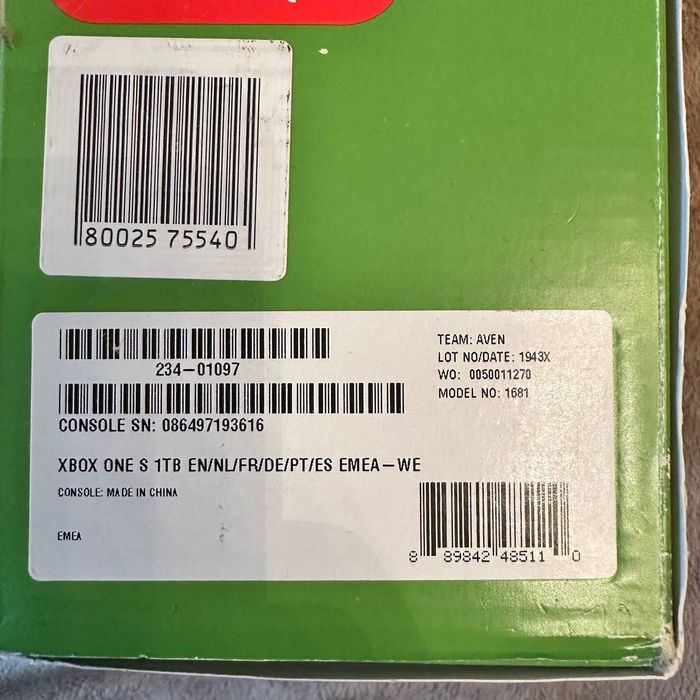 80025 75540
234-01097
CONSOLE SN: 086497193616
TEAM: AVEN
LOT NO/DATE: 1943X
WO: 0050011270
MODEL NO: 1681
XBOX ONE S 1TB EN/NL/FR/DE/PT/ES EMEA-WE
CONSOLE: MADE IN CHINA
EMEA
8 89842 48511 0